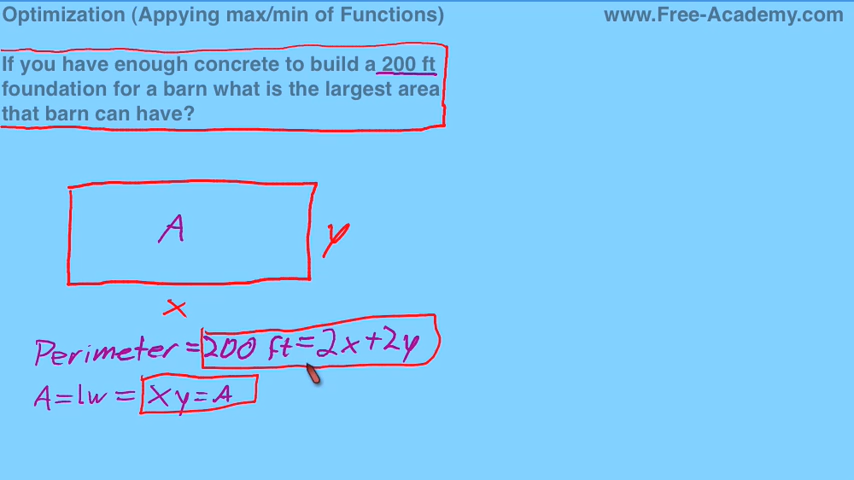 Optimization (Appying max/min of Functions)
www.Free-Academy.com
If you have enough concrete to build a 200 ft
foundation for a barn what is the largest area
that barn can have?
A
y
x
Perimeter = 200 ft = 2x + 2y
A = lw = xy = A